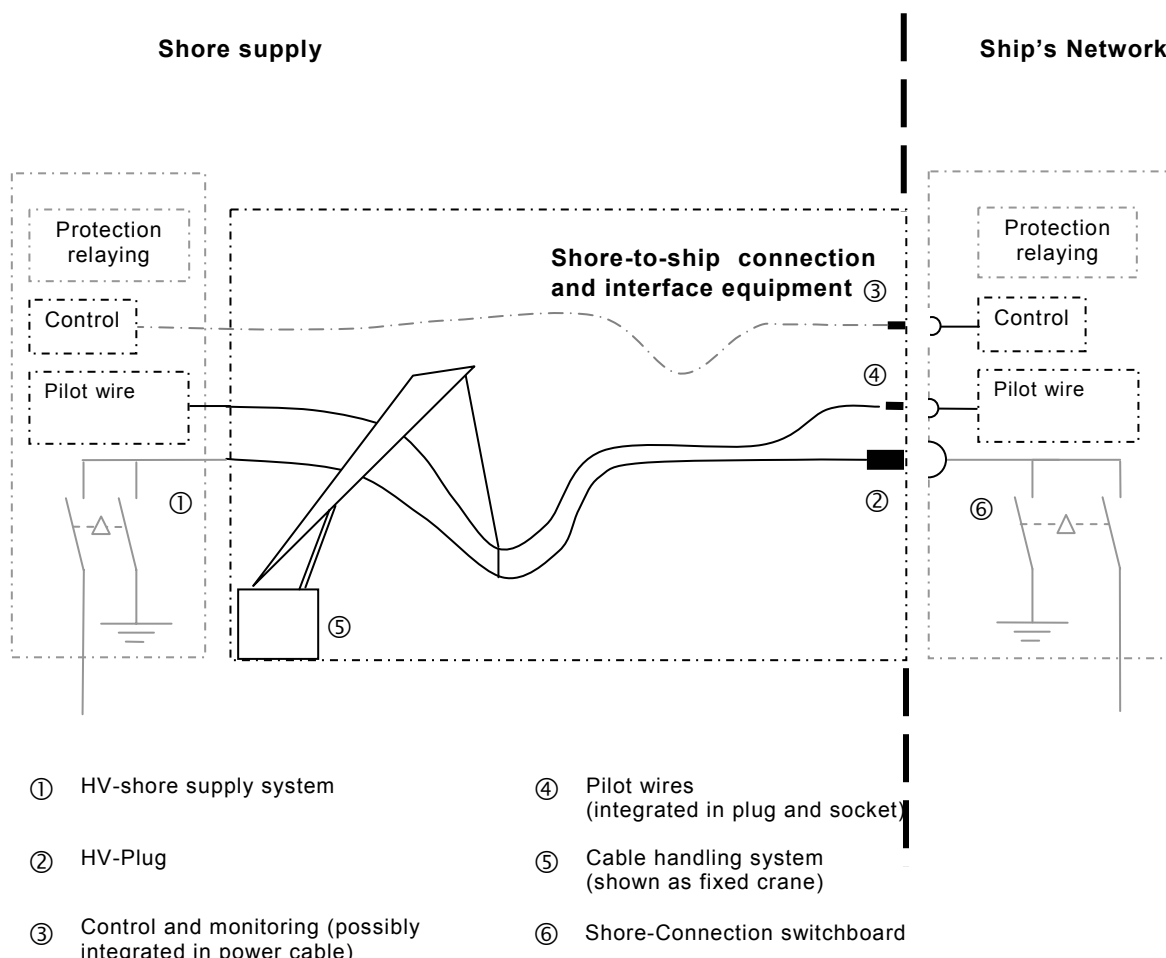 Shore supply
Ship's Network
Protection
relaying
Control
Pilot wire
①
Shore-to-ship connection
and interface equipment ③
④
②
⑤
Protection
relaying
Control
Pilot wire
⑥
① HV-shore supply system
② HV-Plug
③ Control and monitoring (possibly
integrated in power cable)
④ Pilot wires
(integrated in plug and socket)
⑤ Cable handling system
(shown as fixed crane)
⑥ Shore-Connection switchboard